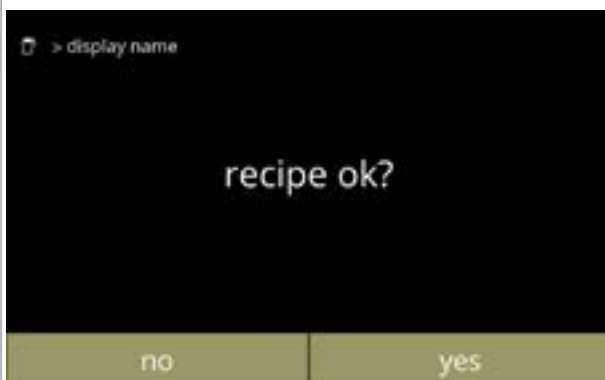 > display name
recipe ok?
no
yes